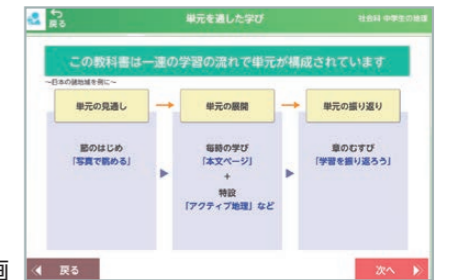 戻る
単元を通した学び
社会科 中学生の地理
この教科書は一連の学習の流れで単元が構成されています
~日本の諸地域を例に~
単元の見通し
単元の展開
単元の振り返り
節のはじめ
「写真で眺める」
毎時の学び
「本文ページ」
+
特設
「アクティブ地理」など
章のむすび
「学習を振り返ろう」
画
戻る
次へ